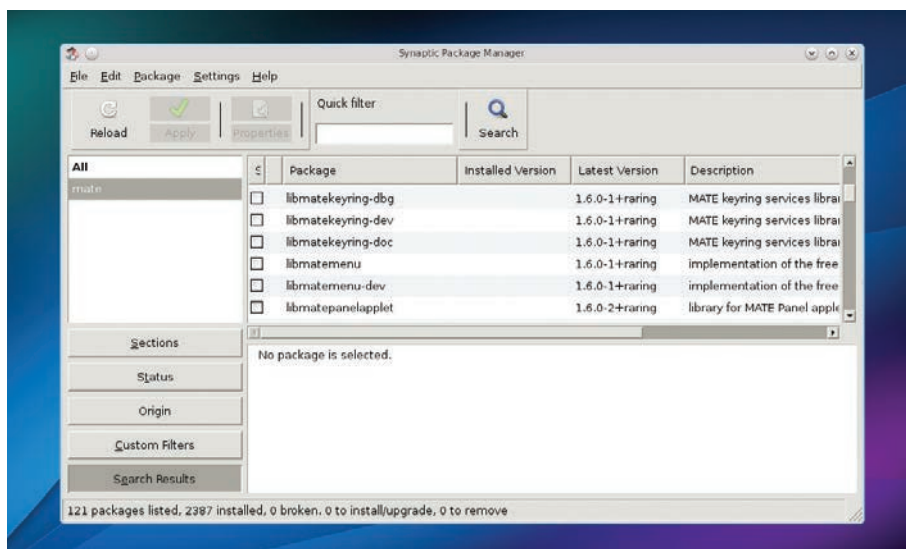 Synaptic Package Manager
File Edit Package Settings Help
Quick filter
Reload Apply Properties Search
All
mate
S Package Installed Version Latest Version Description
libmatekeyring-dbg 1.6.0-1+raring MATE keyring services librar
libmatekeyring-dev 1.6.0-1+raring MATE keyring services librar
libmatekeyring-doc 1.6.0-1+raring MATE keyring services librar
libmatemenu 1.6.0-1+raring implementation of the free
libmatemenu-dev 1.6.0-1+raring implementation of the free
libmatepanelapplet 1.6.0-2+raring library for MATE Panel apple
Sections
Status
Origin
Custom Filters
Search Results
No package is selected.
121 packages listed, 2387 installed, 0 broken. 0 to install/upgrade, 0 to remove